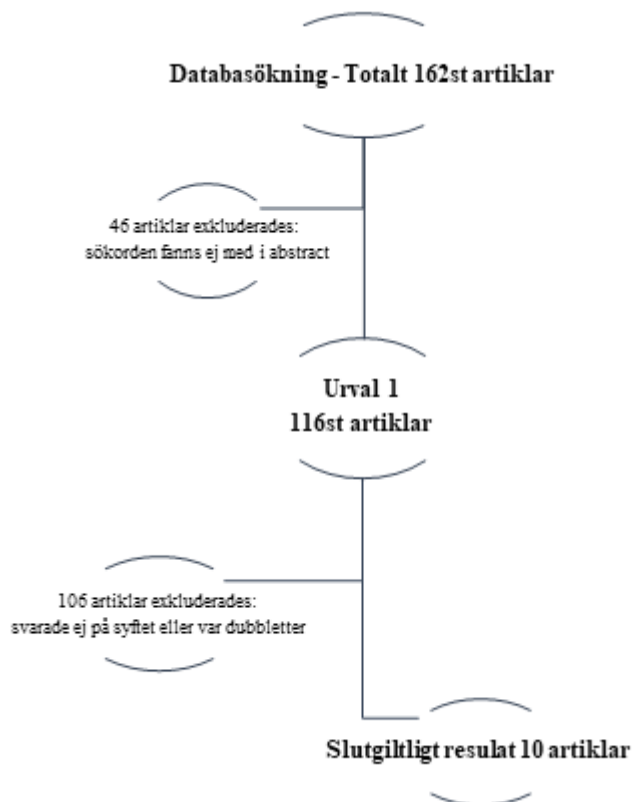 Databasökning - Totalt 162st artiklar
46 artiklar exkluderades:
sökorden fanns ej med i abstract
Urval 1
116st artiklar
106 artiklar exkluderades:
svarade ej på syftet eller var dubbletter
Slutgiltligt resulat 10 artiklar